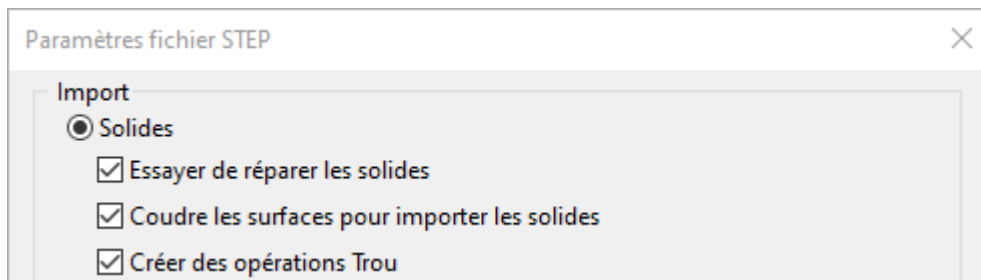 Paramètres fichier STEP
Import
Solides
Essayer de réparer les solides
Coudre les surfaces pour importer les solides
Créer des opérations Trou